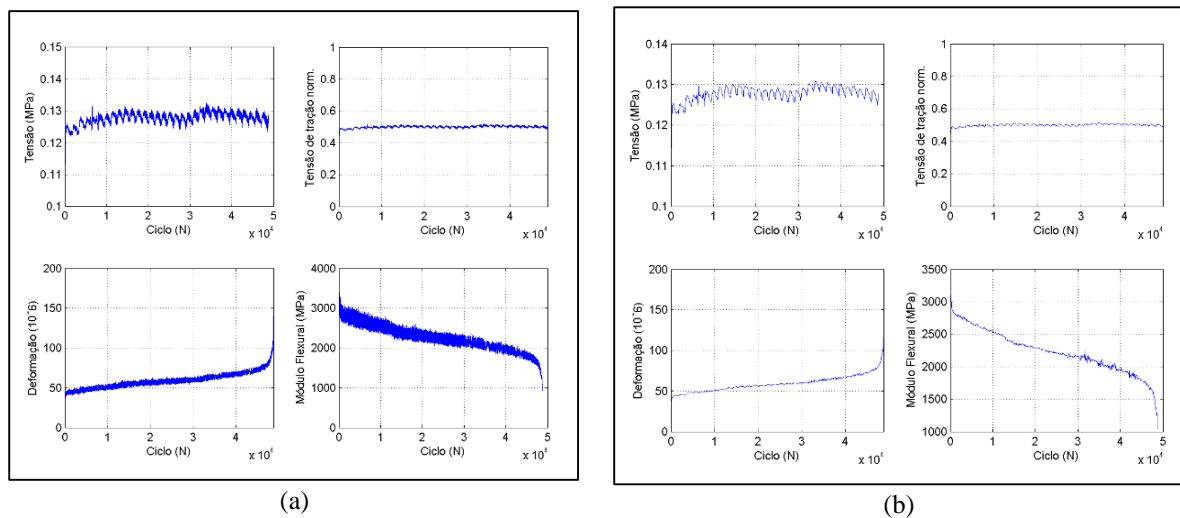 0.15
0.14
0.13
0.12
0.11
0.1
Tensão (MPa)
0 1 2 3 4 5
Ciclo (N)
x 10⁴
1
0.8
0.6
0.4
0.2
0
Tensão de tração norm.
0 1 2 3 4
Ciclo (N)
x 10⁴
200
150
100
50
0
Deformação (10ˆ6)
0 1 2 3 4
Ciclo (N)
x 10⁴
4000
3000
2000
1000
0
Módulo Flexural (MPa)
0 1 2 3 4 5
Ciclo (N)
x 10⁴
(a)
0.14
0.13
0.12
0.11
0.1
Tensão (MPa)
0 1 2 3 4 5
Ciclo (N)
x 10⁴
1
0.8
0.6
0.4
0.2
0
Tensão de tração norm.
0 1 2 3 4
Ciclo (N)
x 10⁴
200
150
100
50
0
Deformação (10ˆ6)
0 1 2 3 4
Ciclo (N)
x 10⁴
3500
3000
2500
2000
1500
1000
Módulo Flexural (MPa)
0 1 2 3 4 5
Ciclo (N)
x 10⁴
(b)